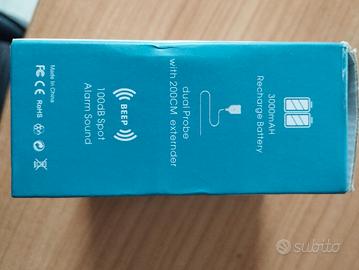 3000mAH
Recharge Battery
dual Probe
with 200CM externder
BEEP
100dB Spot
Alarm Sound
FC CE RoHS
Made In China
subito